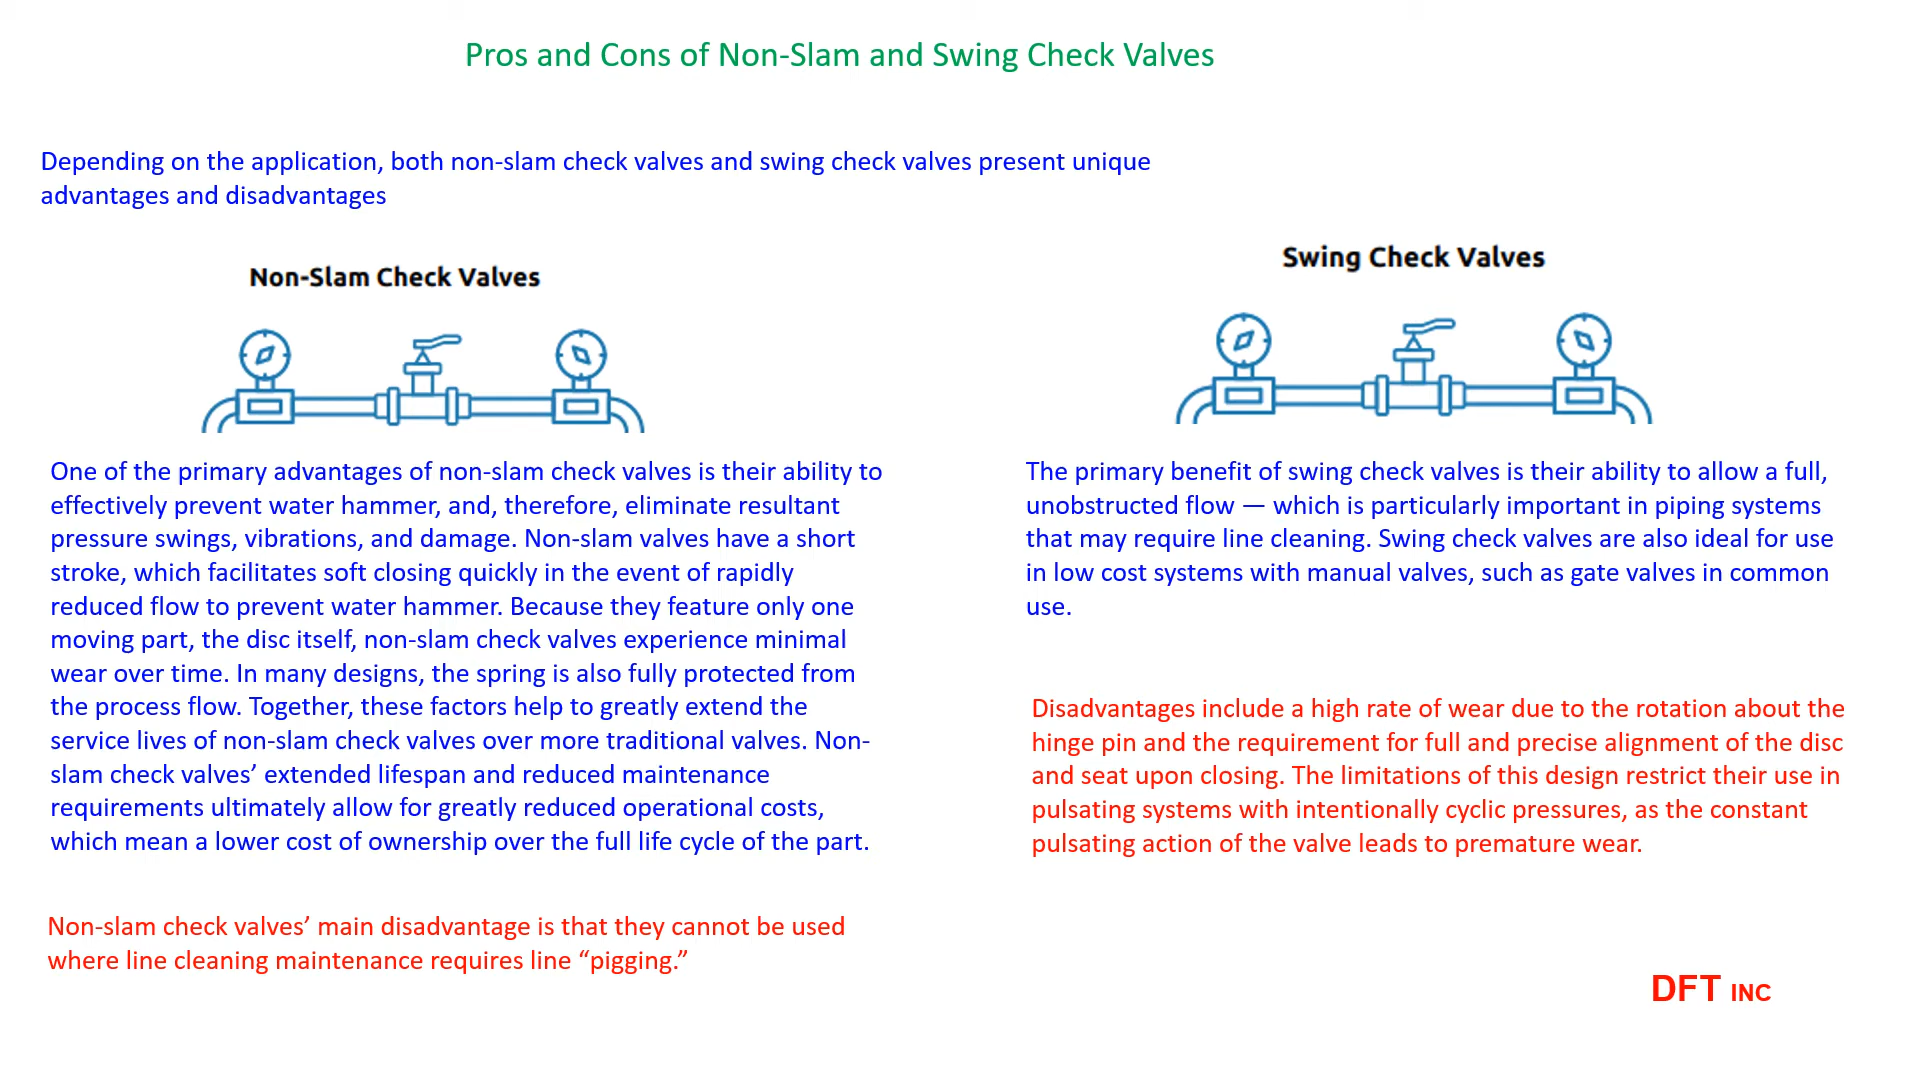 Pros and Cons of Non-Slam and Swing Check Valves
Depending on the application, both non-slam check valves and swing check valves present unique
advantages and disadvantages
Non-Slam Check Valves
One of the primary advantages of non-slam check valves is their ability to
effectively prevent water hammer, and, therefore, eliminate resultant
pressure swings, vibrations, and damage. Non-slam valves have a short
stroke, which facilitates soft closing quickly in the event of rapidly
reduced flow to prevent water hammer. Because they feature only one
moving part, the disc itself, non-slam check valves experience minimal
wear over time. In many designs, the spring is also fully protected from
the process flow. Together, these factors help to greatly extend the
service lives of non-slam check valves over more traditional valves. Non-
slam check valves’ extended lifespan and reduced maintenance
requirements ultimately allow for greatly reduced operational costs,
which mean a lower cost of ownership over the full life cycle of the part.
Non-slam check valves’ main disadvantage is that they cannot be used
where line cleaning maintenance requires line “pigging.”
Swing Check Valves
The primary benefit of swing check valves is their ability to allow a full,
unobstructed flow — which is particularly important in piping systems
that may require line cleaning. Swing check valves are also ideal for use
in low cost systems with manual valves, such as gate valves in common
use.
Disadvantages include a high rate of wear due to the rotation about the
hinge pin and the requirement for full and precise alignment of the disc
and seat upon closing. The limitations of this design restrict their use in
pulsating systems with intentionally cyclic pressures, as the constant
pulsating action of the valve leads to premature wear.
DFT INC